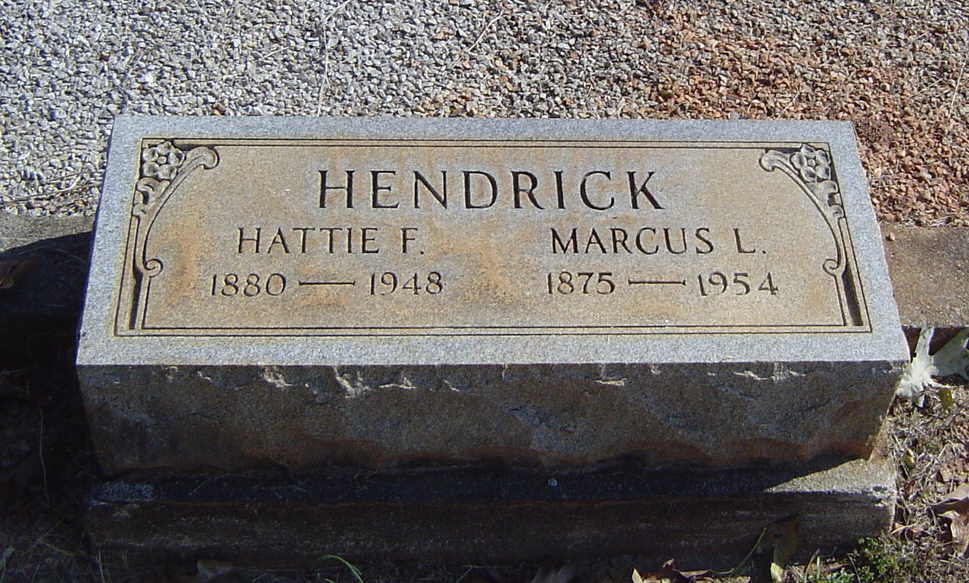 HENDRICK
HATTIE F. MARCUS L.
1880 — 1948 1875 — 1954